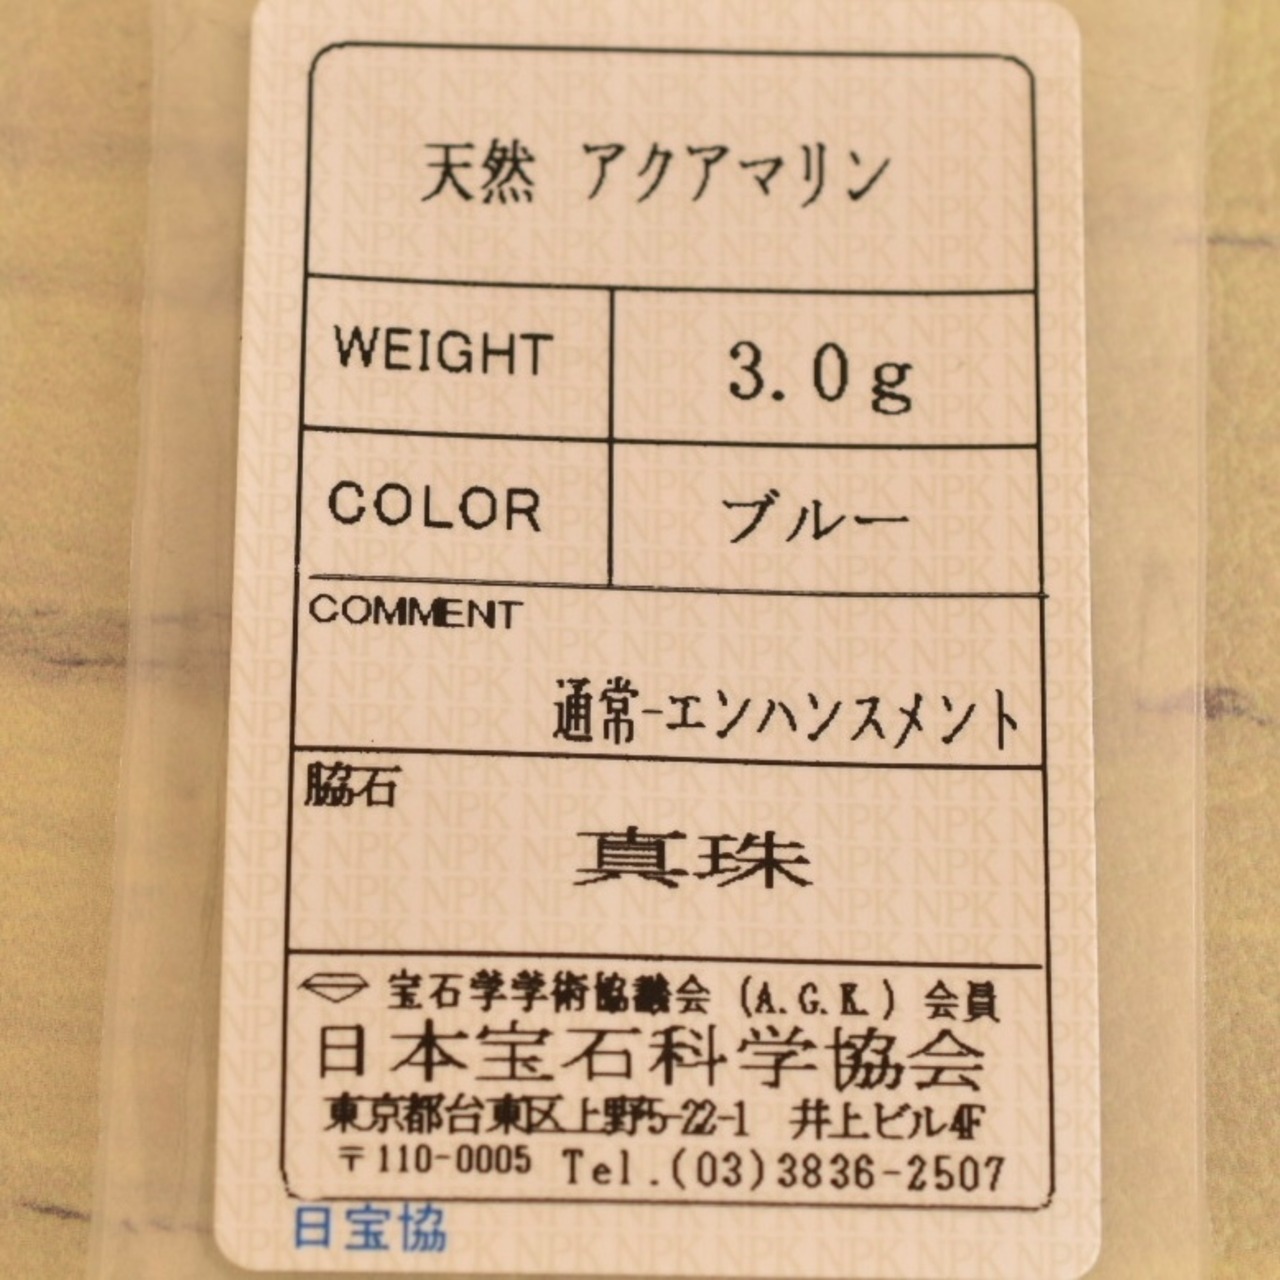 天然 アクアマリン
WEIGHT 3.0g
COLOR ブルー
COMMENT
通常-エンハンスメント
脇石
真珠
宝石学学術協議会 (A.G.K.) 会員
日本宝石科学協会
東京都台東区上野5-22-1 井上ビル4F
〒110-0005 Tel.(03)3836-2507
日宝協